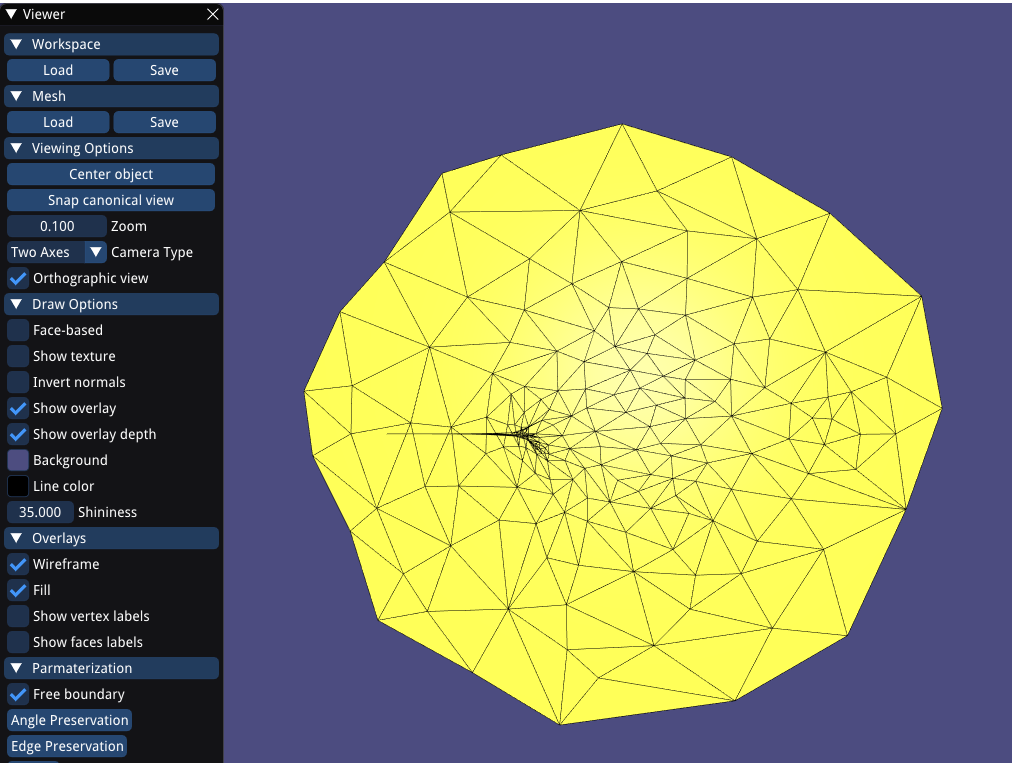 Viewer
Workspace
Load Save
Mesh
Load Save
Viewing Options
Center object
Snap canonical view
0.100 Zoom
Two Axes Camera Type
Orthographic view
Draw Options
Face-based
Show texture
Invert normals
Show overlay
Show overlay depth
Background
Line color
35.000 Shininess
Overlays
Wireframe
Fill
Show vertex labels
Show faces labels
Parmaterization
Free boundary
Angle Preservation
Edge Preservation